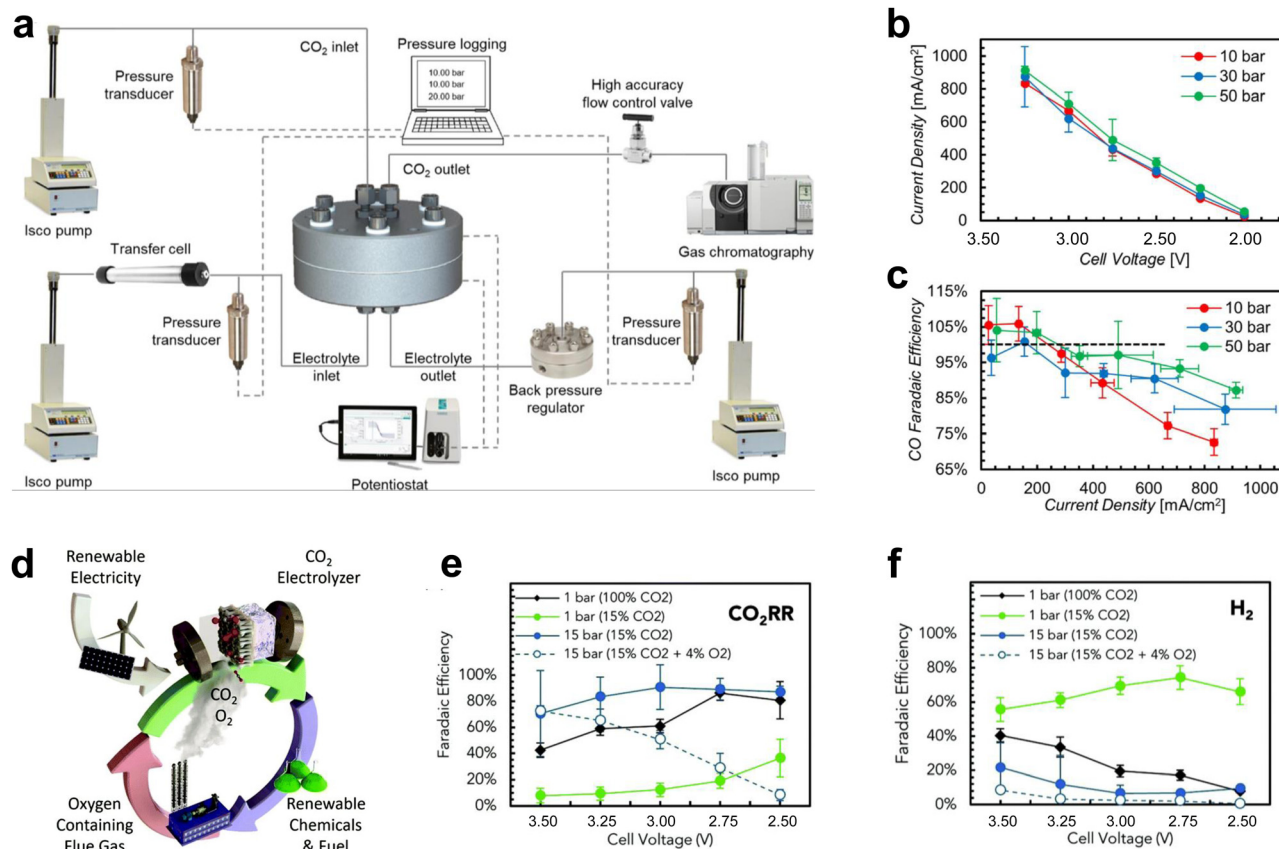 a
CO2 inlet
Pressure logging
10.00 bar
10.00 bar
20.00 bar
Pressure
transducer
High accuracy
flow control valve
CO2 outlet
Isco pump
Gas chromatography
Transfer cell
Pressure
transducer
Pressure
transducer
Electrolyte
inlet
Electrolyte
outlet
Back pressure
regulator
Isco pump
Potentiostat
Isco pump
b
Current Density [mA/cm2]
1000
800
600
400
200
0
10 bar
30 bar
50 bar
3.50 3.00 2.50 2.00
Cell Voltage [V]
c
CO Faradaic Efficiency
115%
105%
95%
85%
75%
65%
10 bar
30 bar
50 bar
0 200 400 600 800 1000
Current Density [mA/cm2]
d
Renewable
Electricity
CO2
Electrolyzer
CO2
O2
Oxygen
Containing
Flue Gas
Renewable
Chemicals
& Fuel
e
1 bar (100% CO2)
1 bar (15% CO2)
15 bar (15% CO2)
15 bar (15% CO2 + 4% O2)
CO2RR
Faradaic Efficiency
100%
80%
60%
40%
20%
0%
3.50 3.25 3.00 2.75 2.50
Cell Voltage (V)
f
1 bar (100% CO2)
1 bar (15% CO2)
15 bar (15% CO2)
15 bar (15% CO2 + 4% O2)
H2
Faradaic Efficiency
100%
80%
60%
40%
20%
0%
3.50 3.25 3.00 2.75 2.50
Cell Voltage (V)